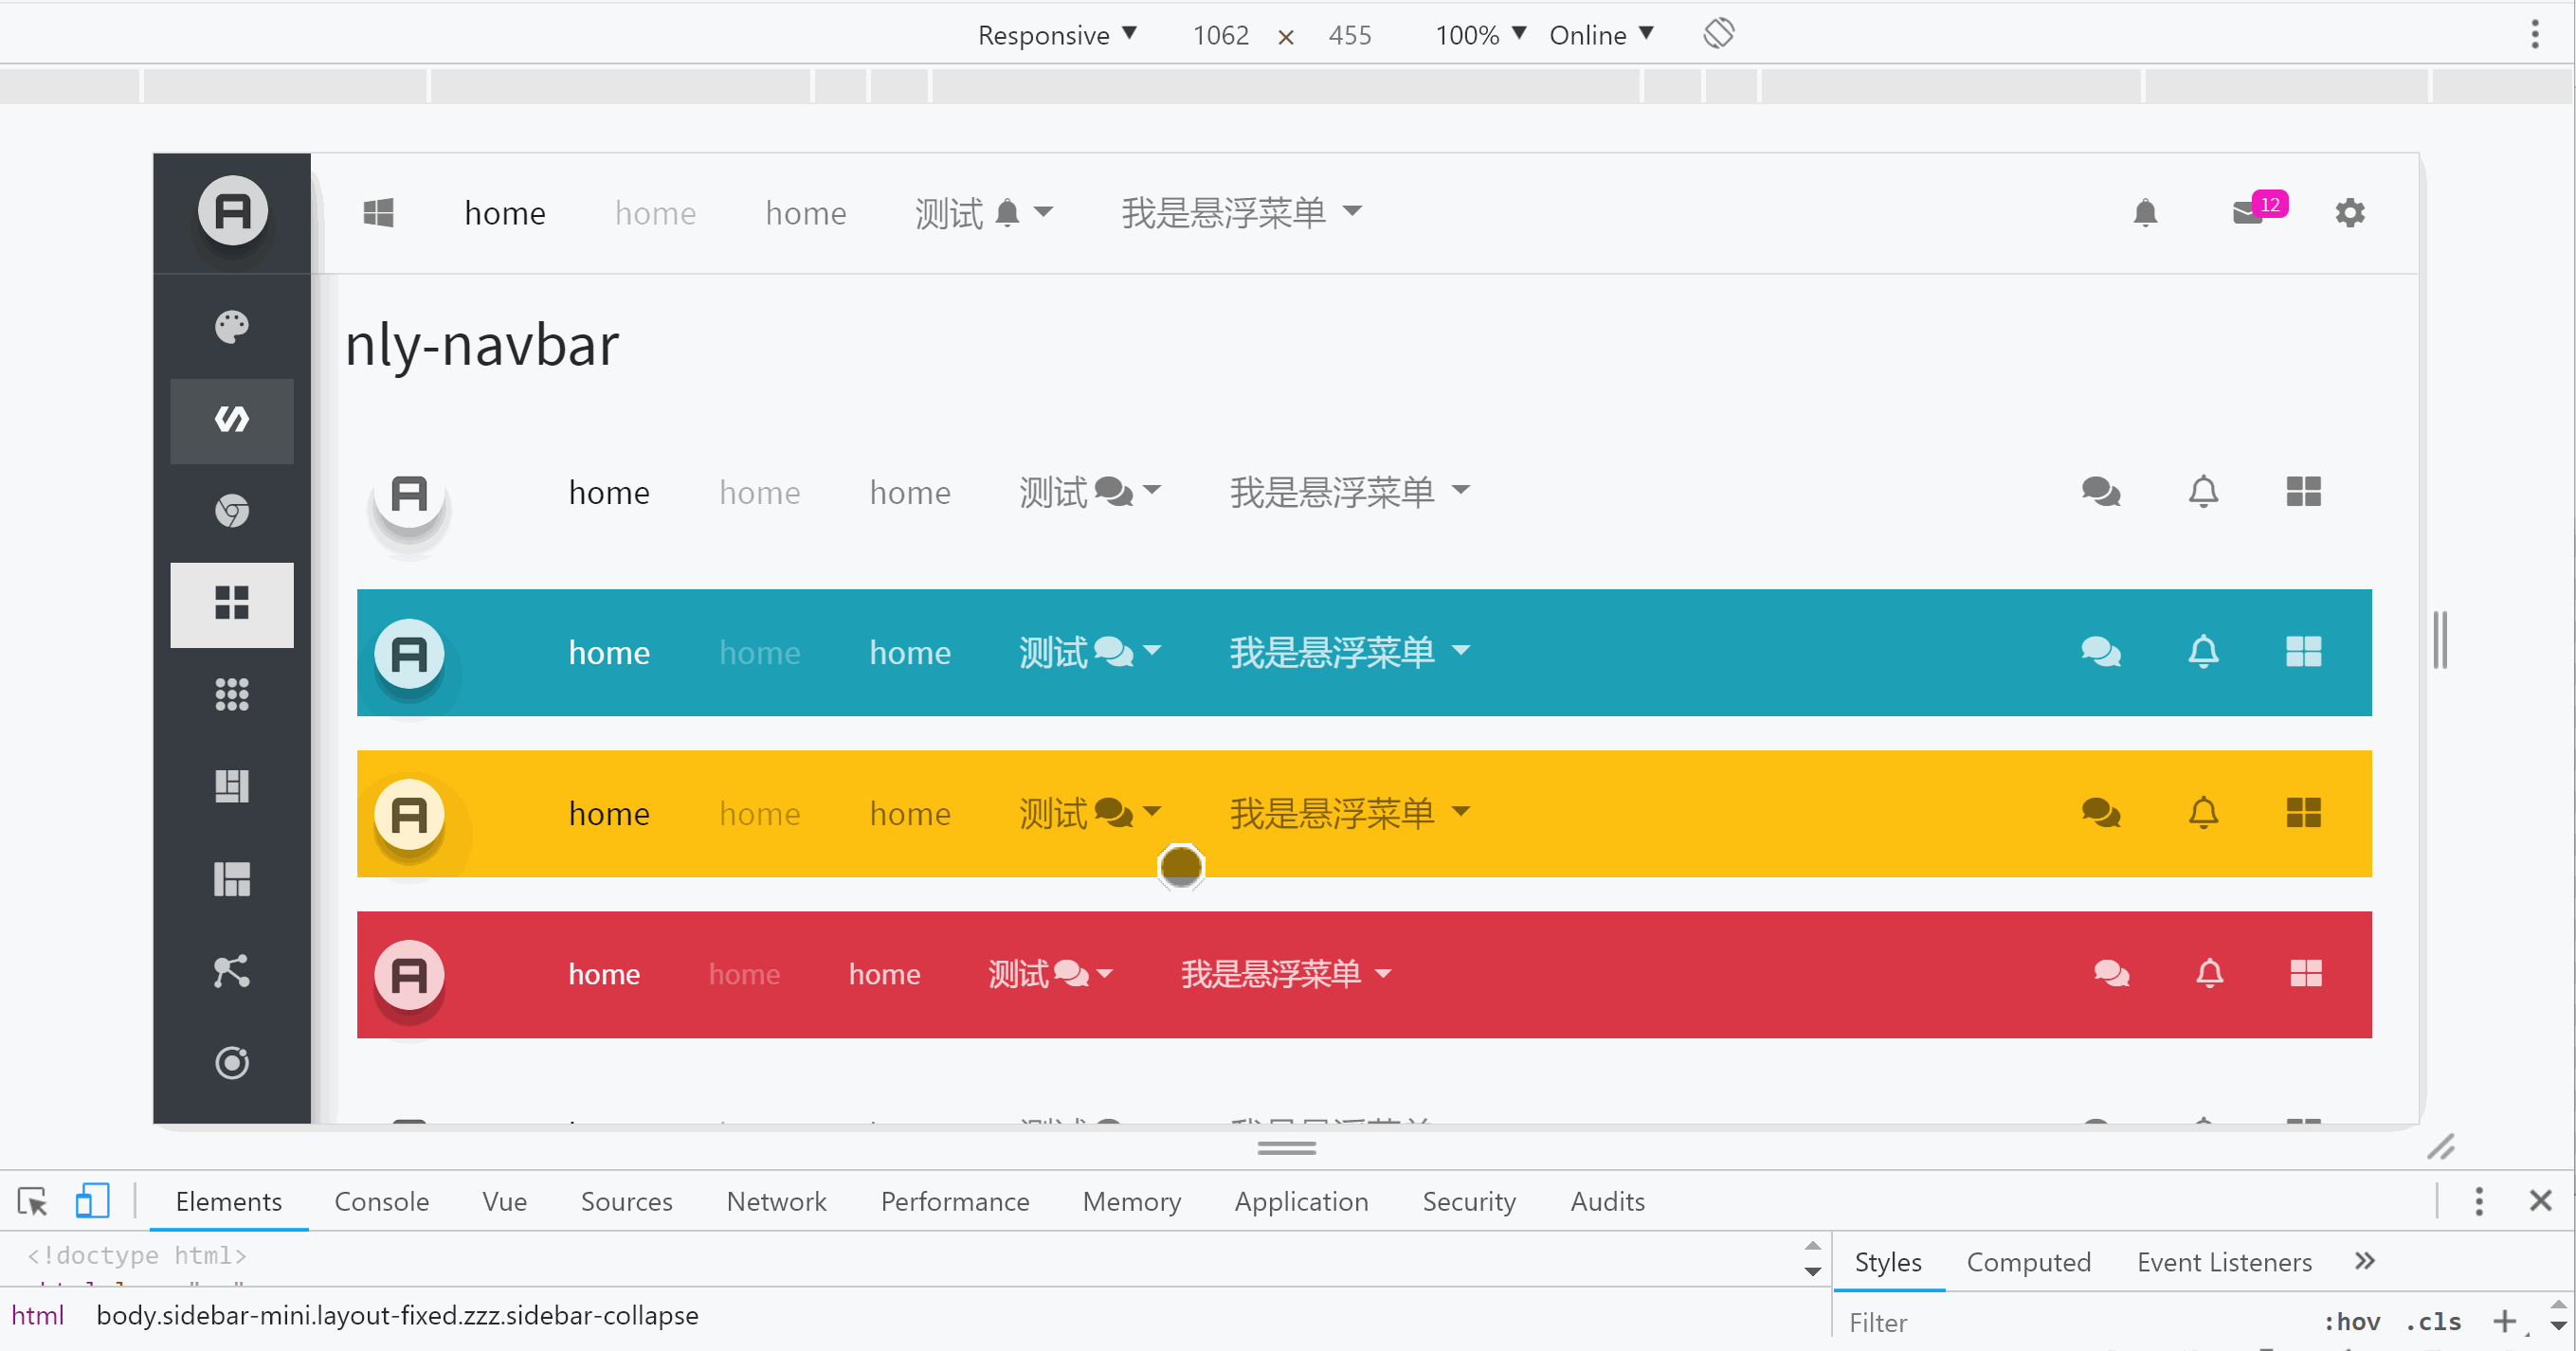 Responsive ▼ 1062 × 455 100% ▼ Online ▼
home home home 测试 我是悬浮菜单 12
nly-navbar
home home home 测试 我是悬浮菜单
home home home 测试 我是悬浮菜单
home home home 测试 我是悬浮菜单
home home home 测试 我是悬浮菜单
Elements Console Vue Sources Network Performance Memory Application Security Audits
<!doctype html>
html body.sidebar-mini.layout-fixed.zzz.sidebar-collapse
Styles Computed Event Listeners »
Filter :hov .cls +